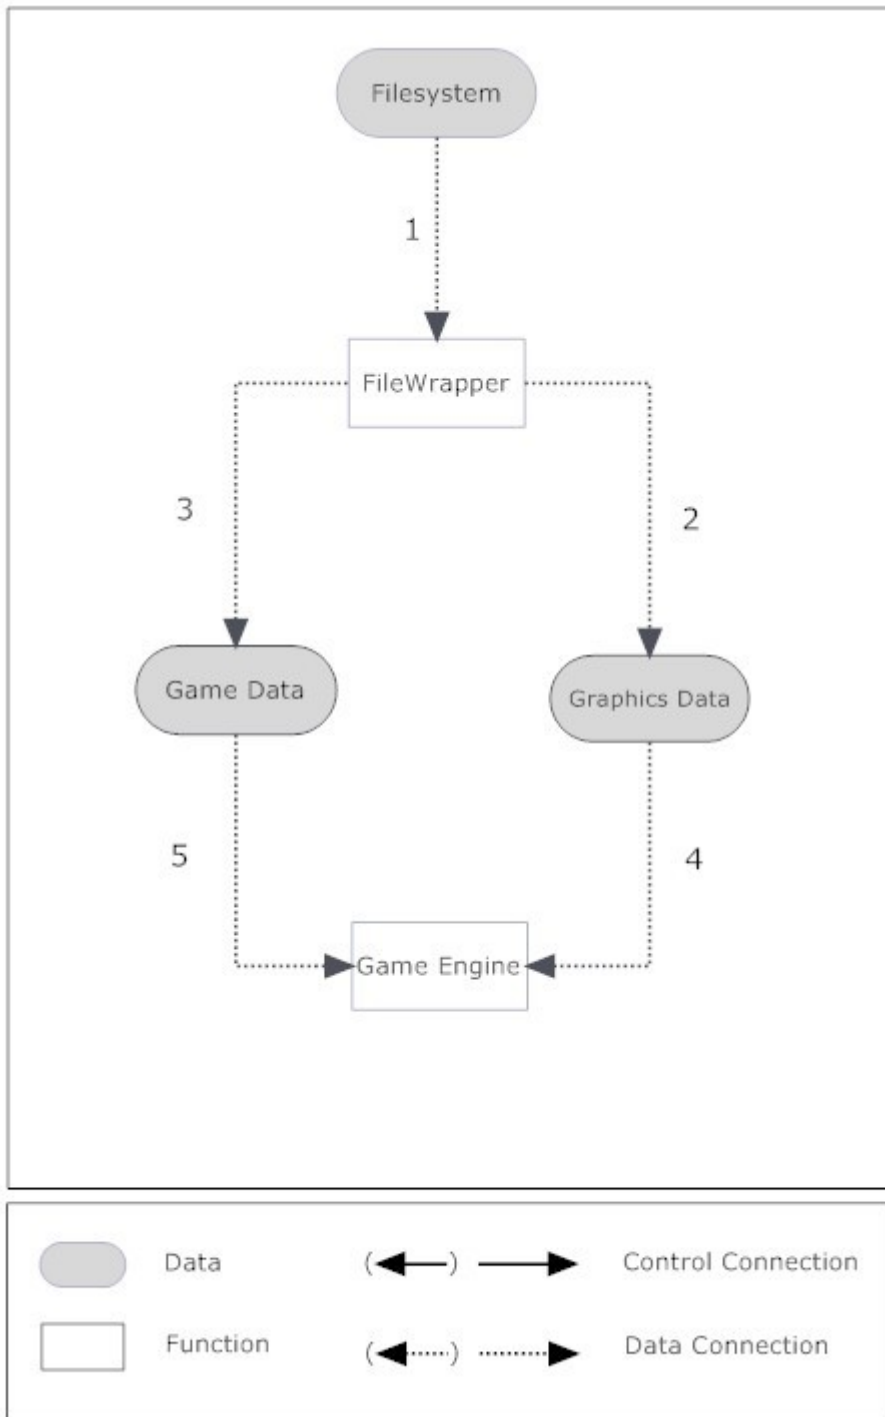 Filesystem
1
FileWrapper
3
2
Game Data
Graphics Data
5
4
Game Engine
Data
( ) Control Connection
Function
( ) Data Connection